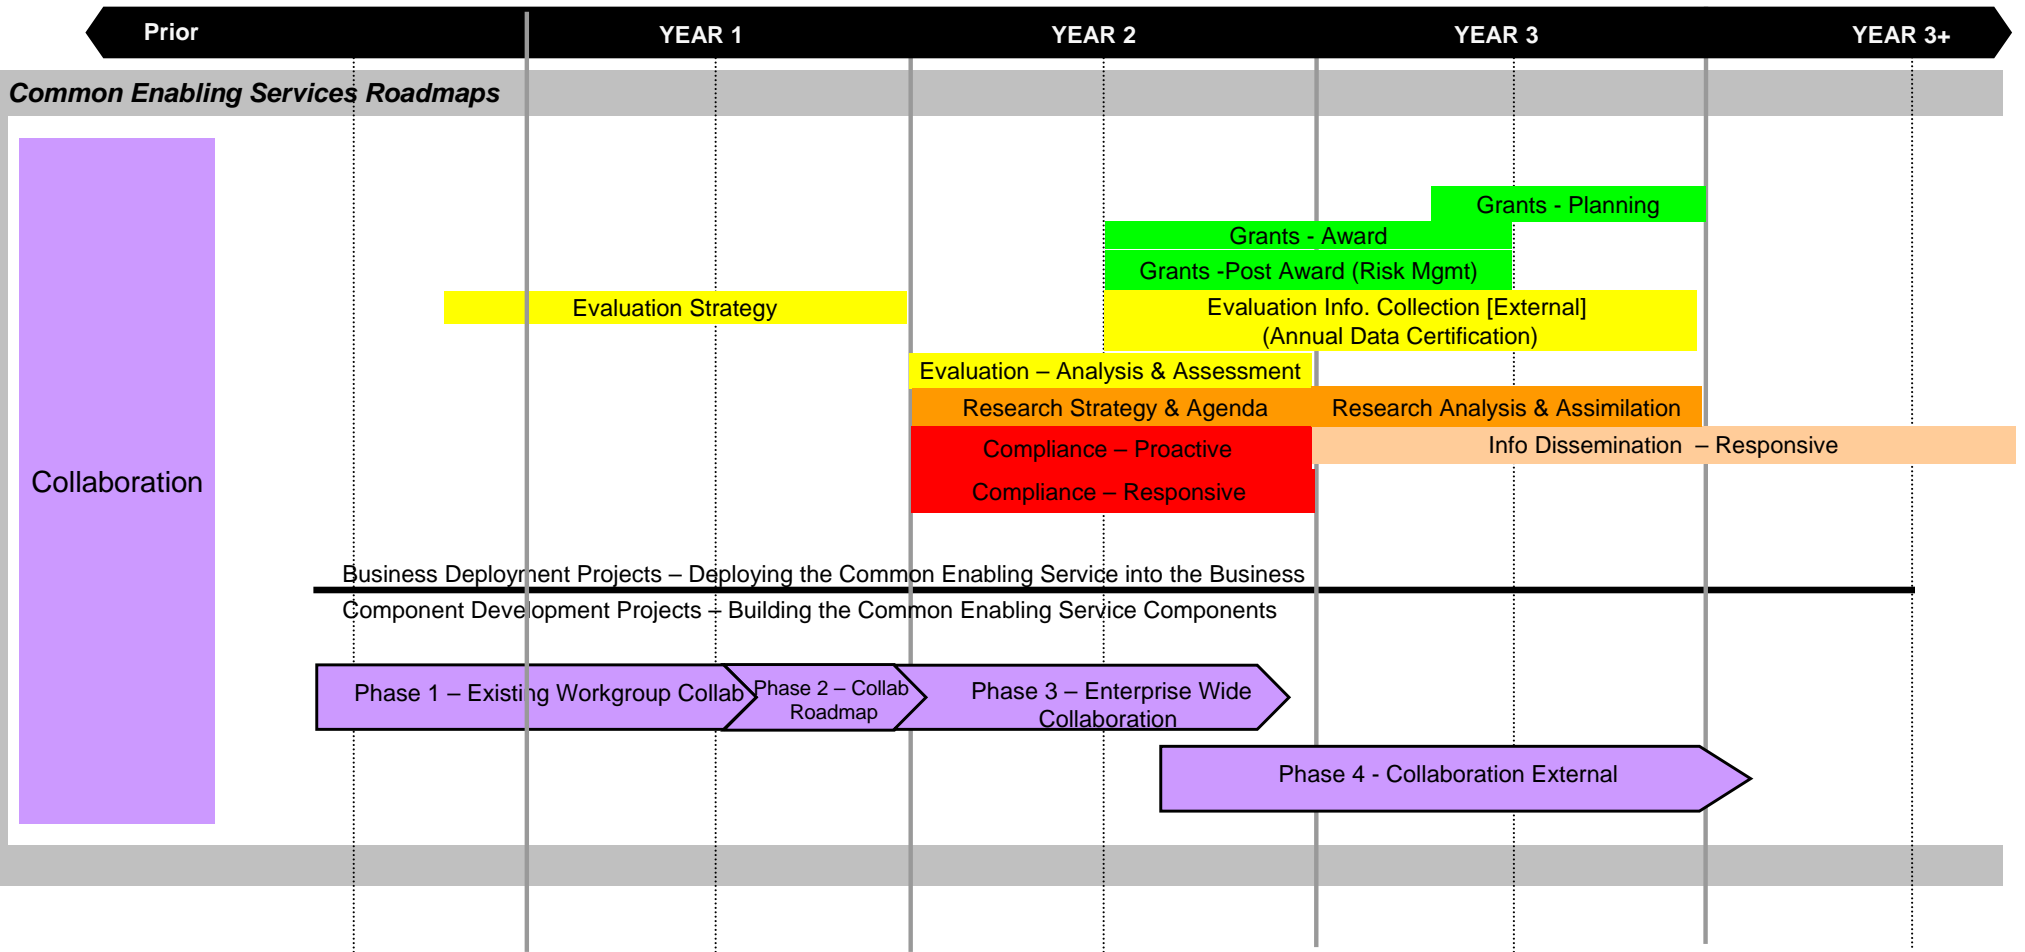 Prior
YEAR 1
YEAR 2
YEAR 3
YEAR 3+
Common Enabling Services Roadmaps
Collaboration
Grants - Planning
Grants - Award
Grants -Post Award (Risk Mgmt)
Evaluation Strategy
Evaluation Info. Collection [External]
(Annual Data Certification)
Evaluation – Analysis & Assessment
Research Strategy & Agenda
Research Analysis & Assimilation
Compliance – Proactive
Info Dissemination – Responsive
Compliance – Responsive
Business Deployment Projects – Deploying the Common Enabling Service into the Business
Component Development Projects – Building the Common Enabling Service Components
Phase 1 – Existing Workgroup Collab
Phase 2 – Collab
Roadmap
Phase 3 – Enterprise Wide
Collaboration
Phase 4 - Collaboration External